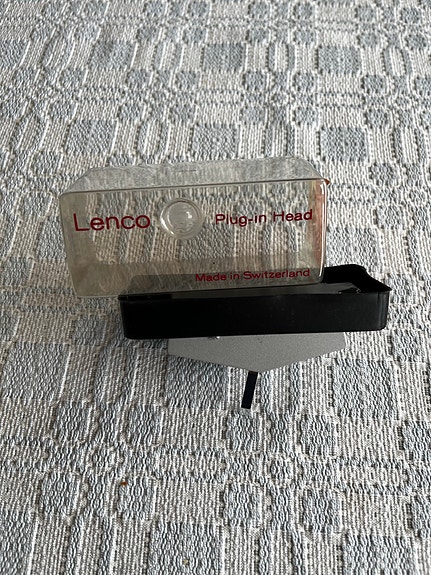 Lenco Plug-in Head
Made in Switzerland